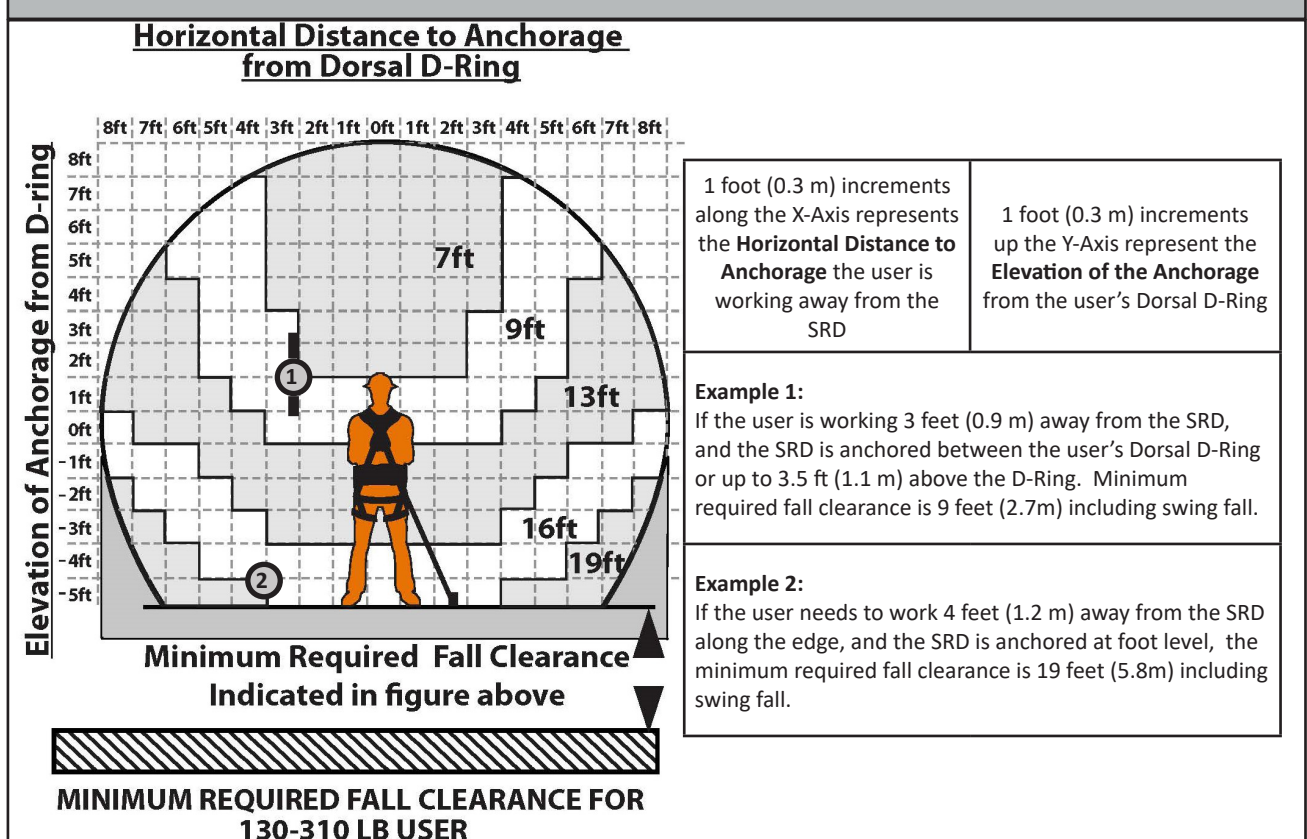 Horizontal Distance to Anchorage
from Dorsal D-Ring
8ft 7ft 6ft 5ft 4ft 3ft 2ft 1ft 0ft 1ft 2ft 3ft 4ft 5ft 6ft 7ft 8ft
Elevation of Anchorage from D-ring
8ft
7ft
6ft
5ft
4ft
3ft
2ft
1ft
0ft
-1ft
-2ft
-3ft
-4ft
-5ft
7ft
9ft
13ft
16ft
19ft
1
2
Minimum Required Fall Clearance
Indicated in figure above
MINIMUM REQUIRED FALL CLEARANCE FOR
130-310 LB USER
1 foot (0.3 m) increments
along the X-Axis represents
the Horizontal Distance to
Anchorage the user is
working away from the
SRD
1 foot (0.3 m) increments
up the Y-Axis represent the
Elevation of the Anchorage
from the user's Dorsal D-Ring
Example 1:
If the user is working 3 feet (0.9 m) away from the SRD,
and the SRD is anchored between the user's Dorsal D-Ring
or up to 3.5 ft (1.1 m) above the D-Ring. Minimum
required fall clearance is 9 feet (2.7m) including swing fall.
Example 2:
If the user needs to work 4 feet (1.2 m) away from the SRD
along the edge, and the SRD is anchored at foot level, the
minimum required fall clearance is 19 feet (5.8m) including
swing fall.